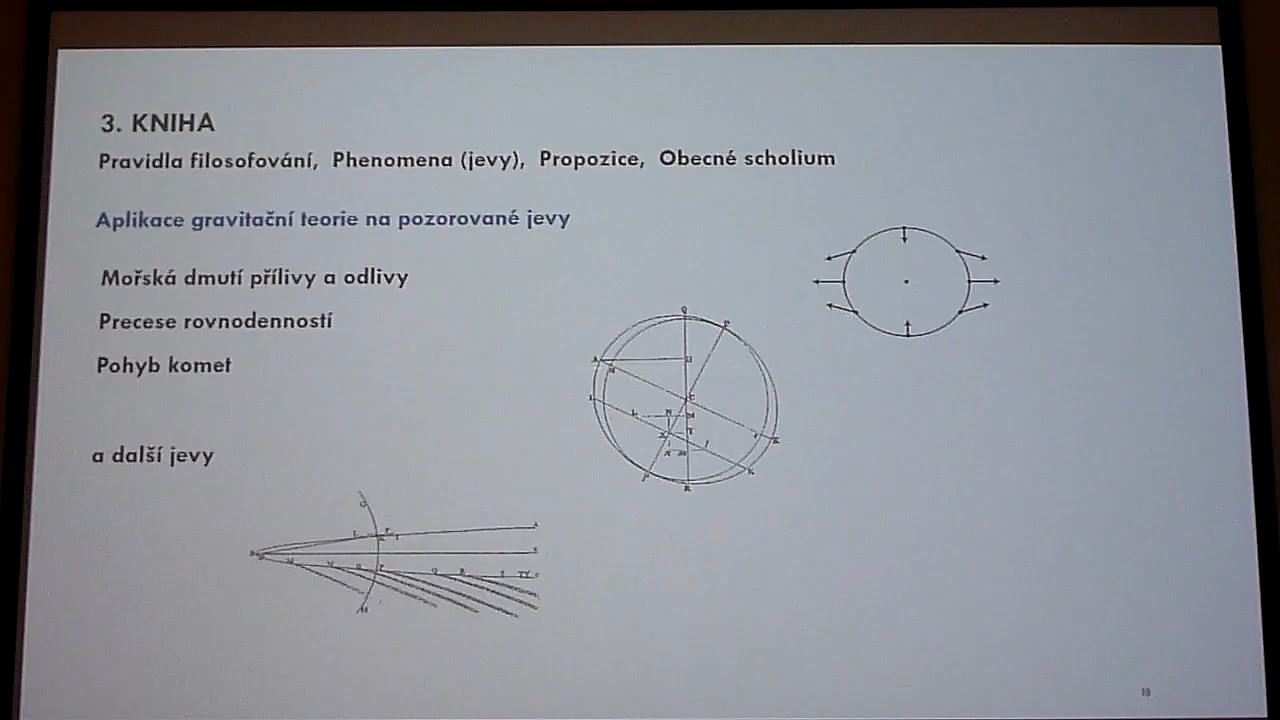 3. KNIHA
Pravidla filosofování, Phenomena (jevy), Propozice, Obecné scholium
Aplikace gravitační teorie na pozorované jevy
Mořská dmutí přílivy a odlivy
Precese rovnodenností
Pohyb komet
a další jevy
18